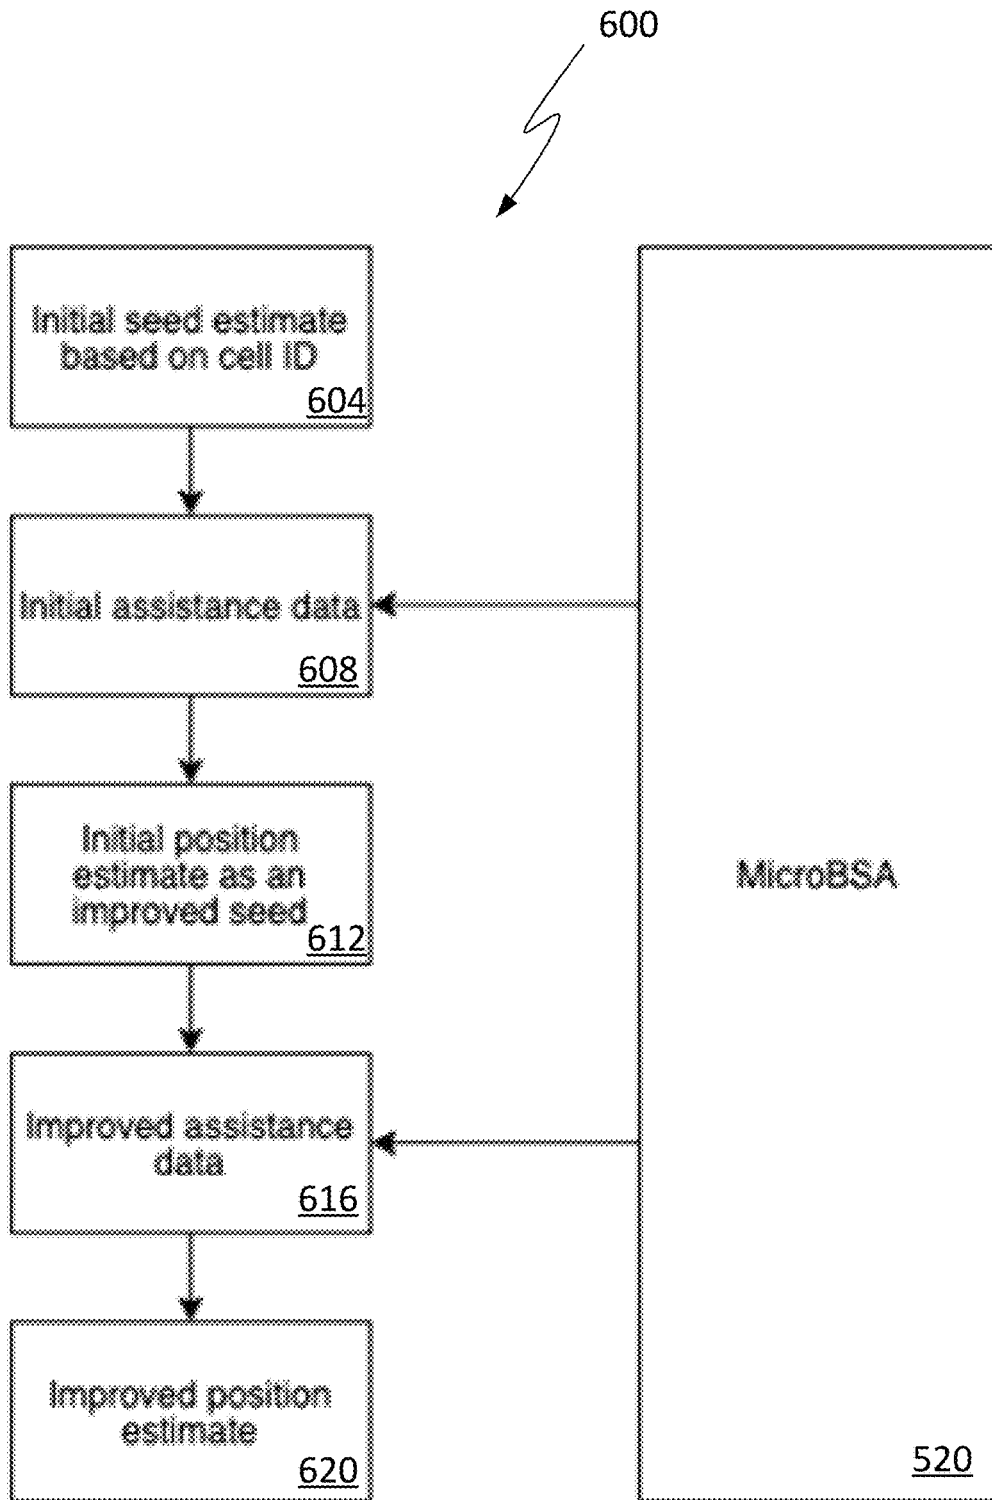 600
Initial seed estimate
based on cell ID
604
Initial assistance data
608
Initial position
estimate as an
improved seed
612
MicroBSA
Improved assistance
data
616
Improved position
estimate
620
520